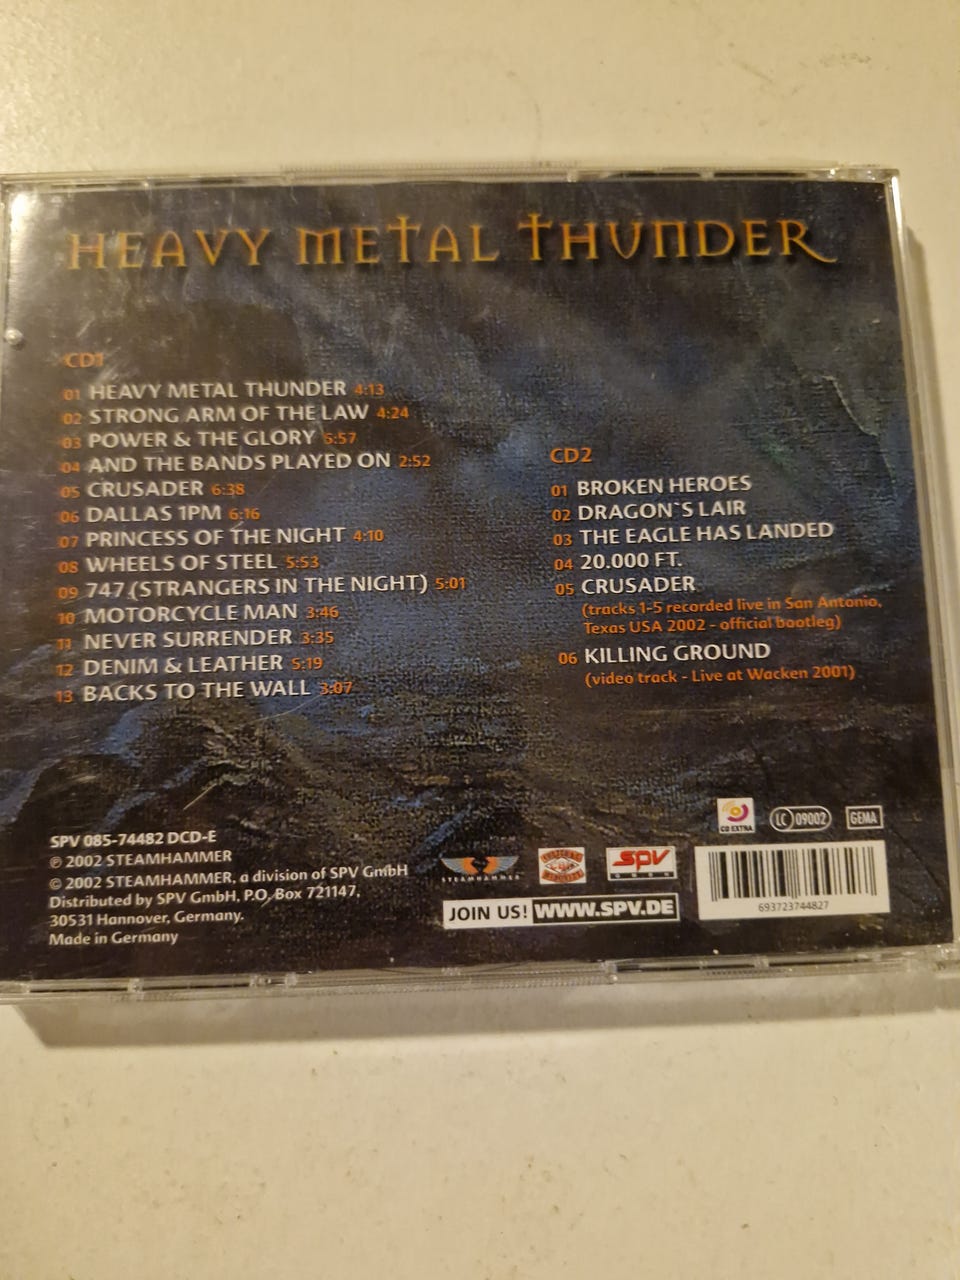 HEAVY METAL THUNDER
CD1
01 HEAVY METAL THUNDER 4:13
02 STRONG ARM OF THE LAW 4:24
03 POWER & THE GLORY 5:57
04 AND THE BANDS PLAYED ON 2:52
05 CRUSADER 6:38
06 DALLAS 1PM 6:16
07 PRINCESS OF THE NIGHT 4:10
08 WHEELS OF STEEL 5:53
09 747 (STRANGERS IN THE NIGHT) 5:01
10 MOTORCYCLE MAN 3:46
11 NEVER SURRENDER 3:35
12 DENIM & LEATHER 5:19
13 BACKS TO THE WALL 3:07
CD2
01 BROKEN HEROES
02 DRAGON`S LAIR
03 THE EAGLE HAS LANDED
04 20.000 FT.
05 CRUSADER
(tracks 1-5 recorded live in San Antonio,
Texas USA 2002 - official bootleg)
06 KILLING GROUND
(video track - Live at Wacken 2001)
SPV 085-74482 DCD-E
℗ 2002 STEAMHAMMER
© 2002 STEAMHAMMER, a division of SPV GmbH
Distributed by SPV GmbH, P.O. Box 721147,
30531 Hannover, Germany.
Made in Germany
STEAMHAMMER
SPV
JOIN US! WWW.SPV.DE
CD EXTRA
LC 09002
GEMA
693723744827